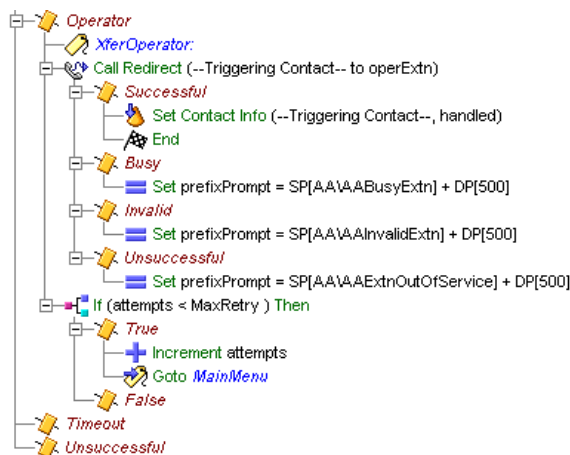 Operator
XferOperator:
Call Redirect (--Triggering Contact-- to operExtn)
Successful
Set Contact Info (--Triggering Contact--, handled)
End
Busy
Set prefixPrompt = SP[AA\AABusyExtn] + DP[500]
Invalid
Set prefixPrompt = SP[AA\AAInvalidExtn] + DP[500]
Unsuccessful
Set prefixPrompt = SP[AA\AAExtnOutOfService] + DP[500]
If (attempts < MaxRetry ) Then
True
Increment attempts
Goto MainMenu
False
Timeout
Unsuccessful